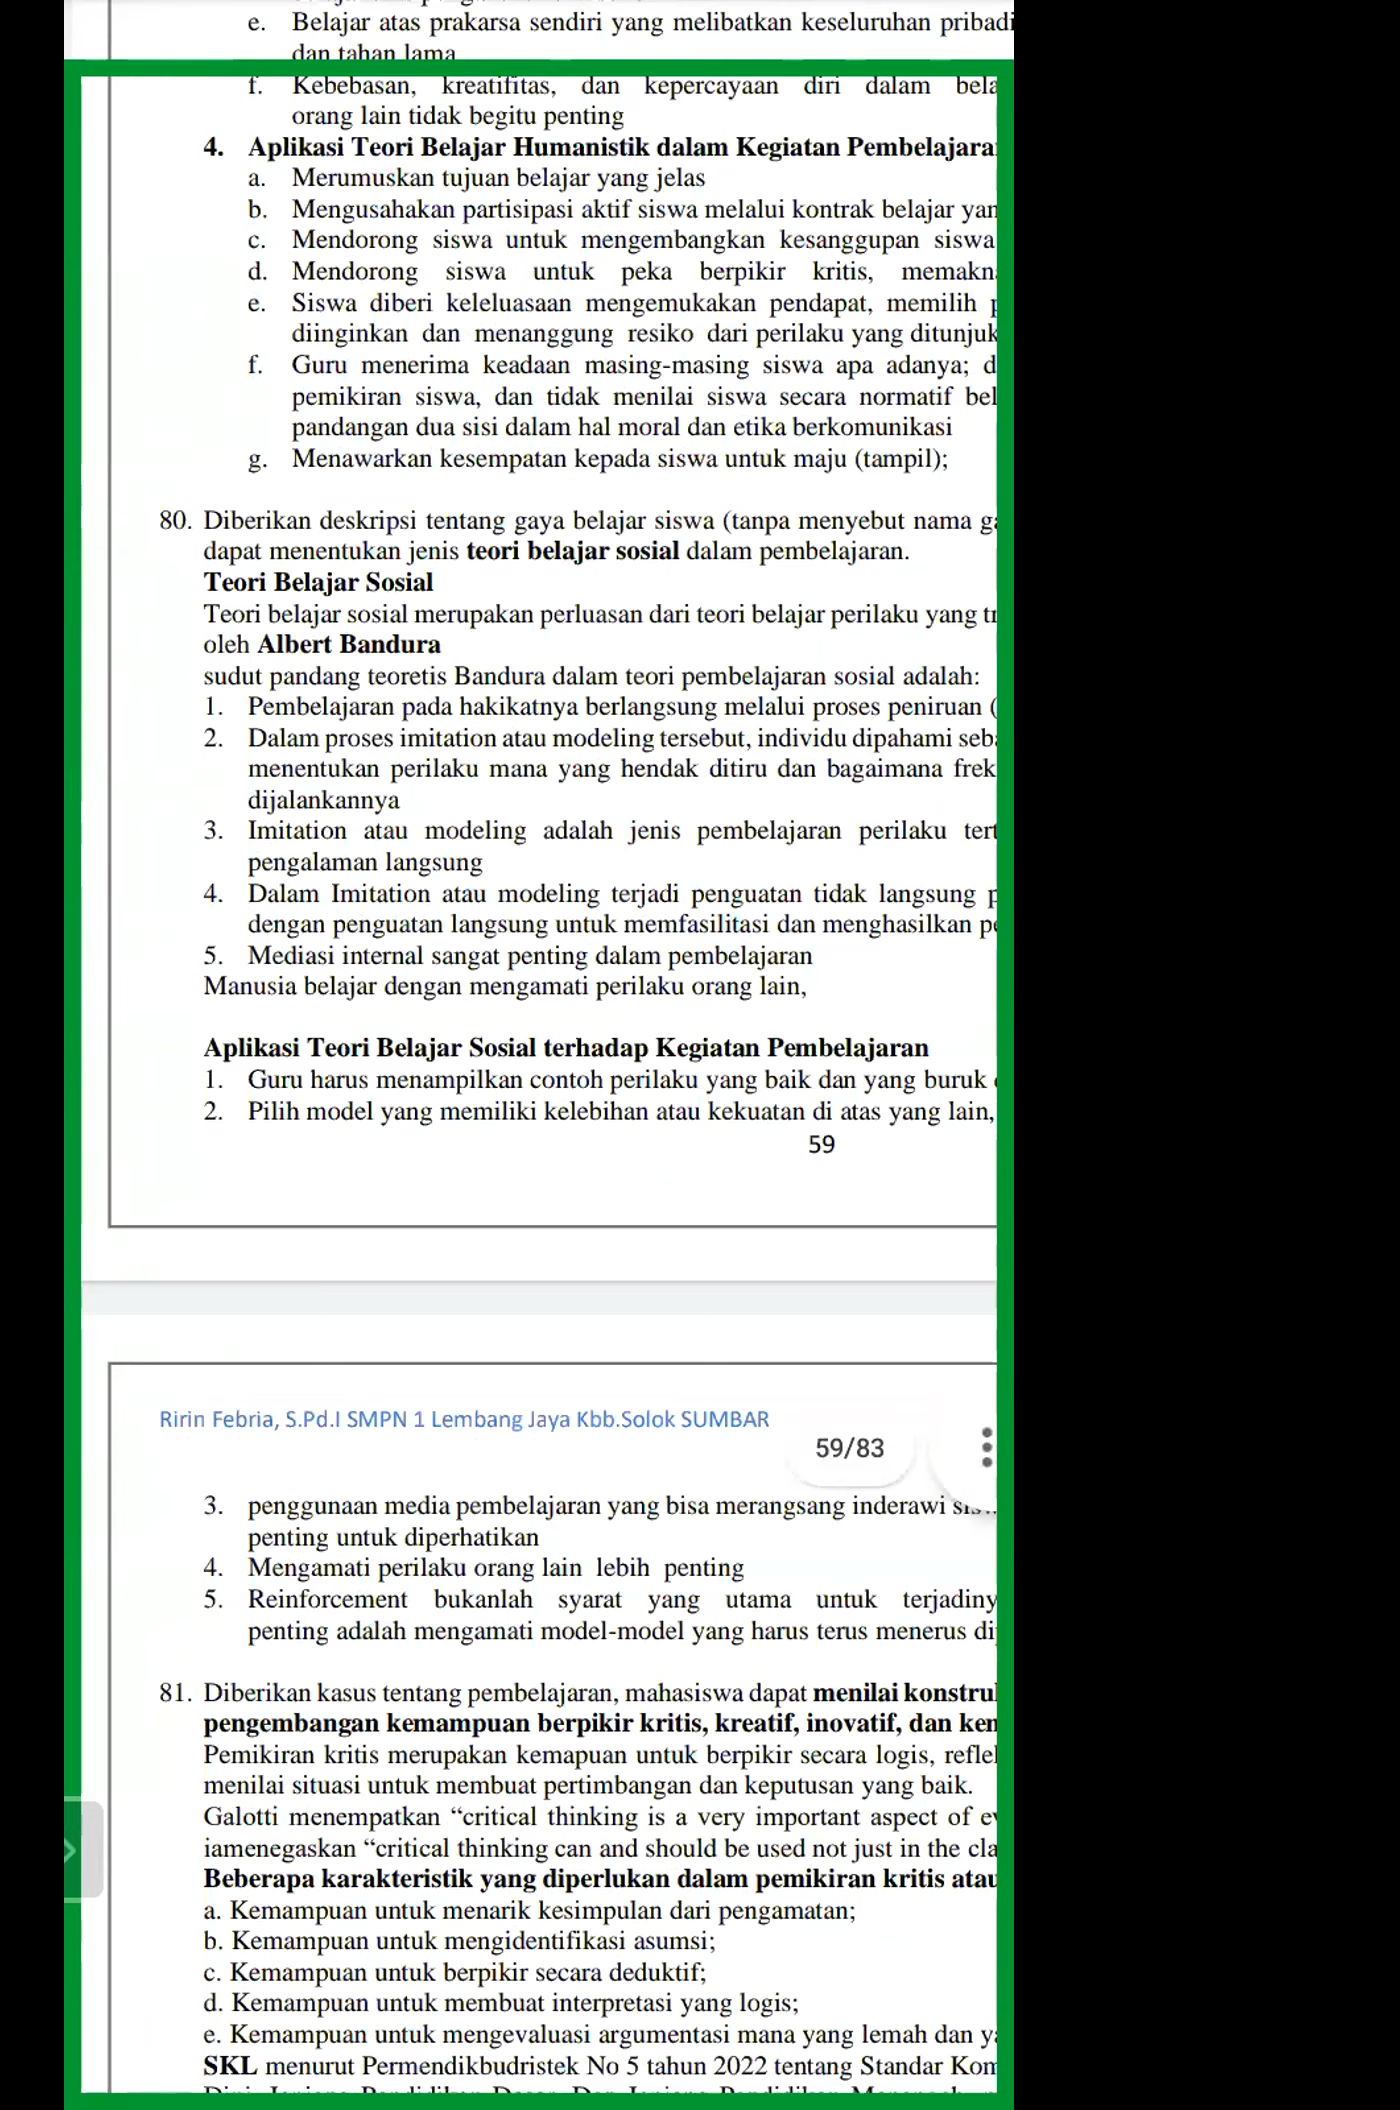 e. Belajar atas prakarsa sendiri yang melibatkan keseluruhan pribadi
dan tahan lama
f. Kebebasan, kreatifitas, dan kepercayaan diri dalam
orang lain tidak begitu penting
4. Aplikasi Teori Belajar Humanistik dalam Kegiatan
a. Merumuskan tujuan belajar yang jelas
b. Mengusahakan partisipasi aktif siswa melalui kontrak belajar
c. Mendorong siswa untuk mengembangkan kesanggupan siswa
d. Mendorong siswa untuk peka berpikir kritis,
e. Siswa diberi keleluasaan mengemukakan pendapat, memilih
diinginkan dan menanggung resiko dari perilaku yang
f. Guru menerima keadaan masing-masing siswa apa adanya;
pemikiran siswa, dan tidak menilai siswa secara normatif
pandangan dua sisi dalam hal moral dan etika berkomunikasi
g. Menawarkan kesempatan kepada siswa untuk maju (tampil);
80. Diberikan deskripsi tentang gaya belajar siswa (tanpa menyebut nama
dapat menentukan jenis teori belajar sosial dalam pembelajaran.
Teori Belajar Sosial
Teori belajar sosial merupakan perluasan dari teori belajar perilaku yang
oleh Albert Bandura
sudut pandang teoretis Bandura dalam teori pembelajaran sosial adalah:
1. Pembelajaran pada hakikatnya berlangsung melalui proses peniruan (
2. Dalam proses imitation atau modeling tersebut, individu dipahami
menentukan perilaku mana yang hendak ditiru dan bagaimana
dijalankannya
3. Imitation atau modeling adalah jenis pembelajaran perilaku
pengalaman langsung
4. Dalam Imitation atau modeling terjadi penguatan tidak langsung
dengan penguatan langsung untuk memfasilitasi dan menghasilkan
5. Mediasi internal sangat penting dalam pembelajaran
Manusia belajar dengan mengamati perilaku orang lain,
Aplikasi Teori Belajar Sosial terhadap Kegiatan Pembelajaran
1. Guru harus menampilkan contoh perilaku yang baik dan yang buruk
2. Pilih model yang memiliki kelebihan atau kekuatan di atas yang lain,
59
Ririn Febria, S.Pd.I SMPN 1 Lembang Jaya Kbb.Solok SUMBAR
59/83
3. penggunaan media pembelajaran yang bisa merangsang inderawi
penting untuk diperhatikan
4. Mengamati perilaku orang lain lebih penting
5. Reinforcement bukanlah syarat yang utama untuk
penting adalah mengamati model-model yang harus terus menerus
81. Diberikan kasus tentang pembelajaran, mahasiswa dapat menilai
pengembangan kemampuan berpikir kritis, kreatif, inovatif, dan
Pemikiran kritis merupakan kemapuan untuk berpikir secara logis,
menilai situasi untuk membuat pertimbangan dan keputusan yang baik.
Galotti menempatkan “critical thinking is a very important aspect of
iamenegaskan “critical thinking can and should be used not just in the
Beberapa karakteristik yang diperlukan dalam pemikiran kritis atau
a. Kemampuan untuk menarik kesimpulan dari pengamatan;
b. Kemampuan untuk mengidentifikasi asumsi;
c. Kemampuan untuk berpikir secara deduktif;
d. Kemampuan untuk membuat interpretasi yang logis;
e. Kemampuan untuk mengevaluasi argumentasi mana yang lemah dan
SKL menurut Permendikbudristek No 5 tahun 2022 tentang Standar